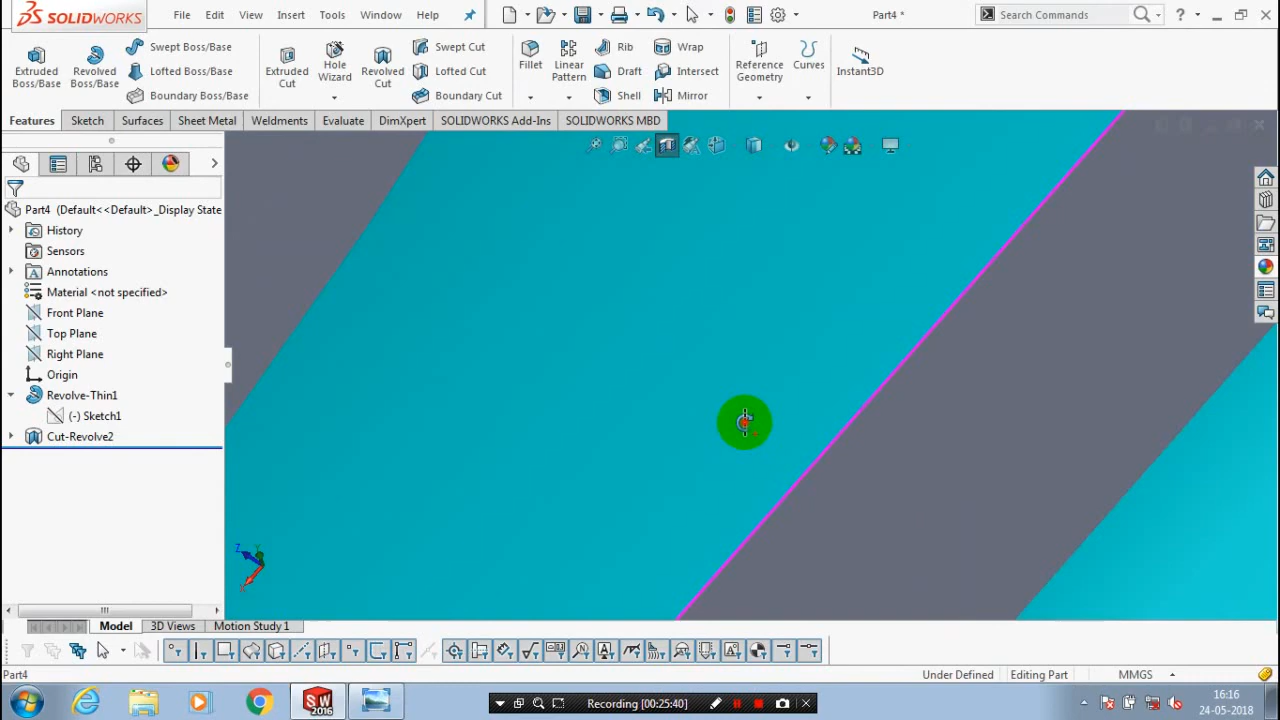 SOLIDWORKS
File Edit View Insert Tools Window Help
Part4 *
Search Commands
?
Extruded Boss/Base
Revolved Boss/Base
Swept Boss/Base
Lofted Boss/Base
Boundary Boss/Base
Extruded Cut
Hole Wizard
Revolved Cut
Swept Cut
Lofted Cut
Boundary Cut
Fillet
Linear Pattern
Rib
Draft
Shell
Wrap
Intersect
Mirror
Reference Geometry
Curves
Instant3D
Features Sketch Surfaces Sheet Metal Weldments Evaluate DimXpert SOLIDWORKS Add-Ins SOLIDWORKS MBD
Part4 (Default<<Default>_Display State
History
Sensors
Annotations
Material <not specified>
Front Plane
Top Plane
Right Plane
Origin
Revolve-Thin1
(-) Sketch1
Cut-Revolve2
Model 3D Views Motion Study 1
Part4
Under Defined Editing Part MMGS
SW 2016
Recording [00:25:40]
16:16
24-05-2018